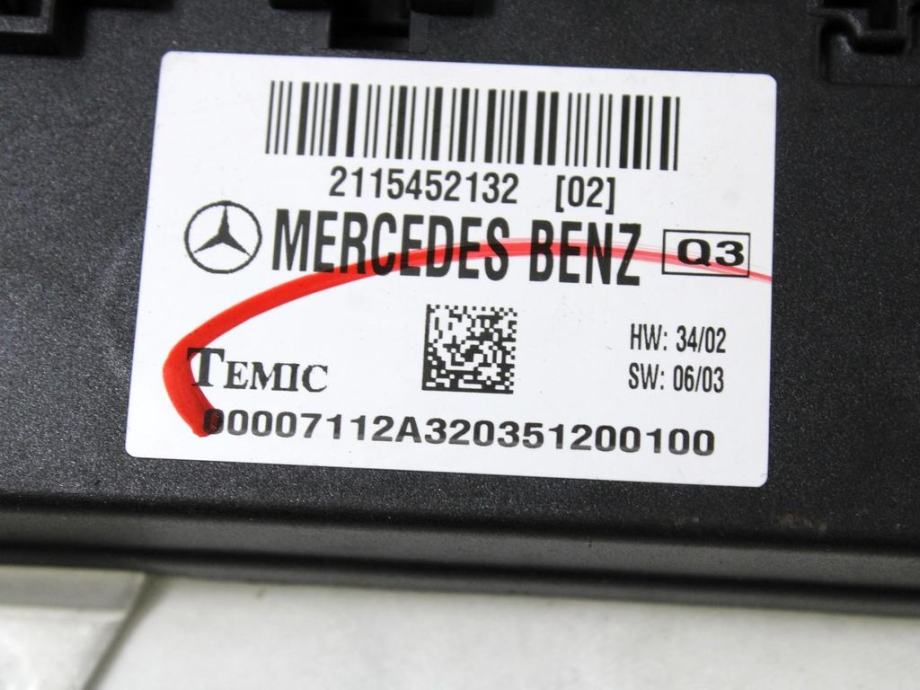 2115452132 [02]
MERCEDES BENZ Q3
HW: 34/02
TEMIC
SW: 06/03
00007112A320351200100